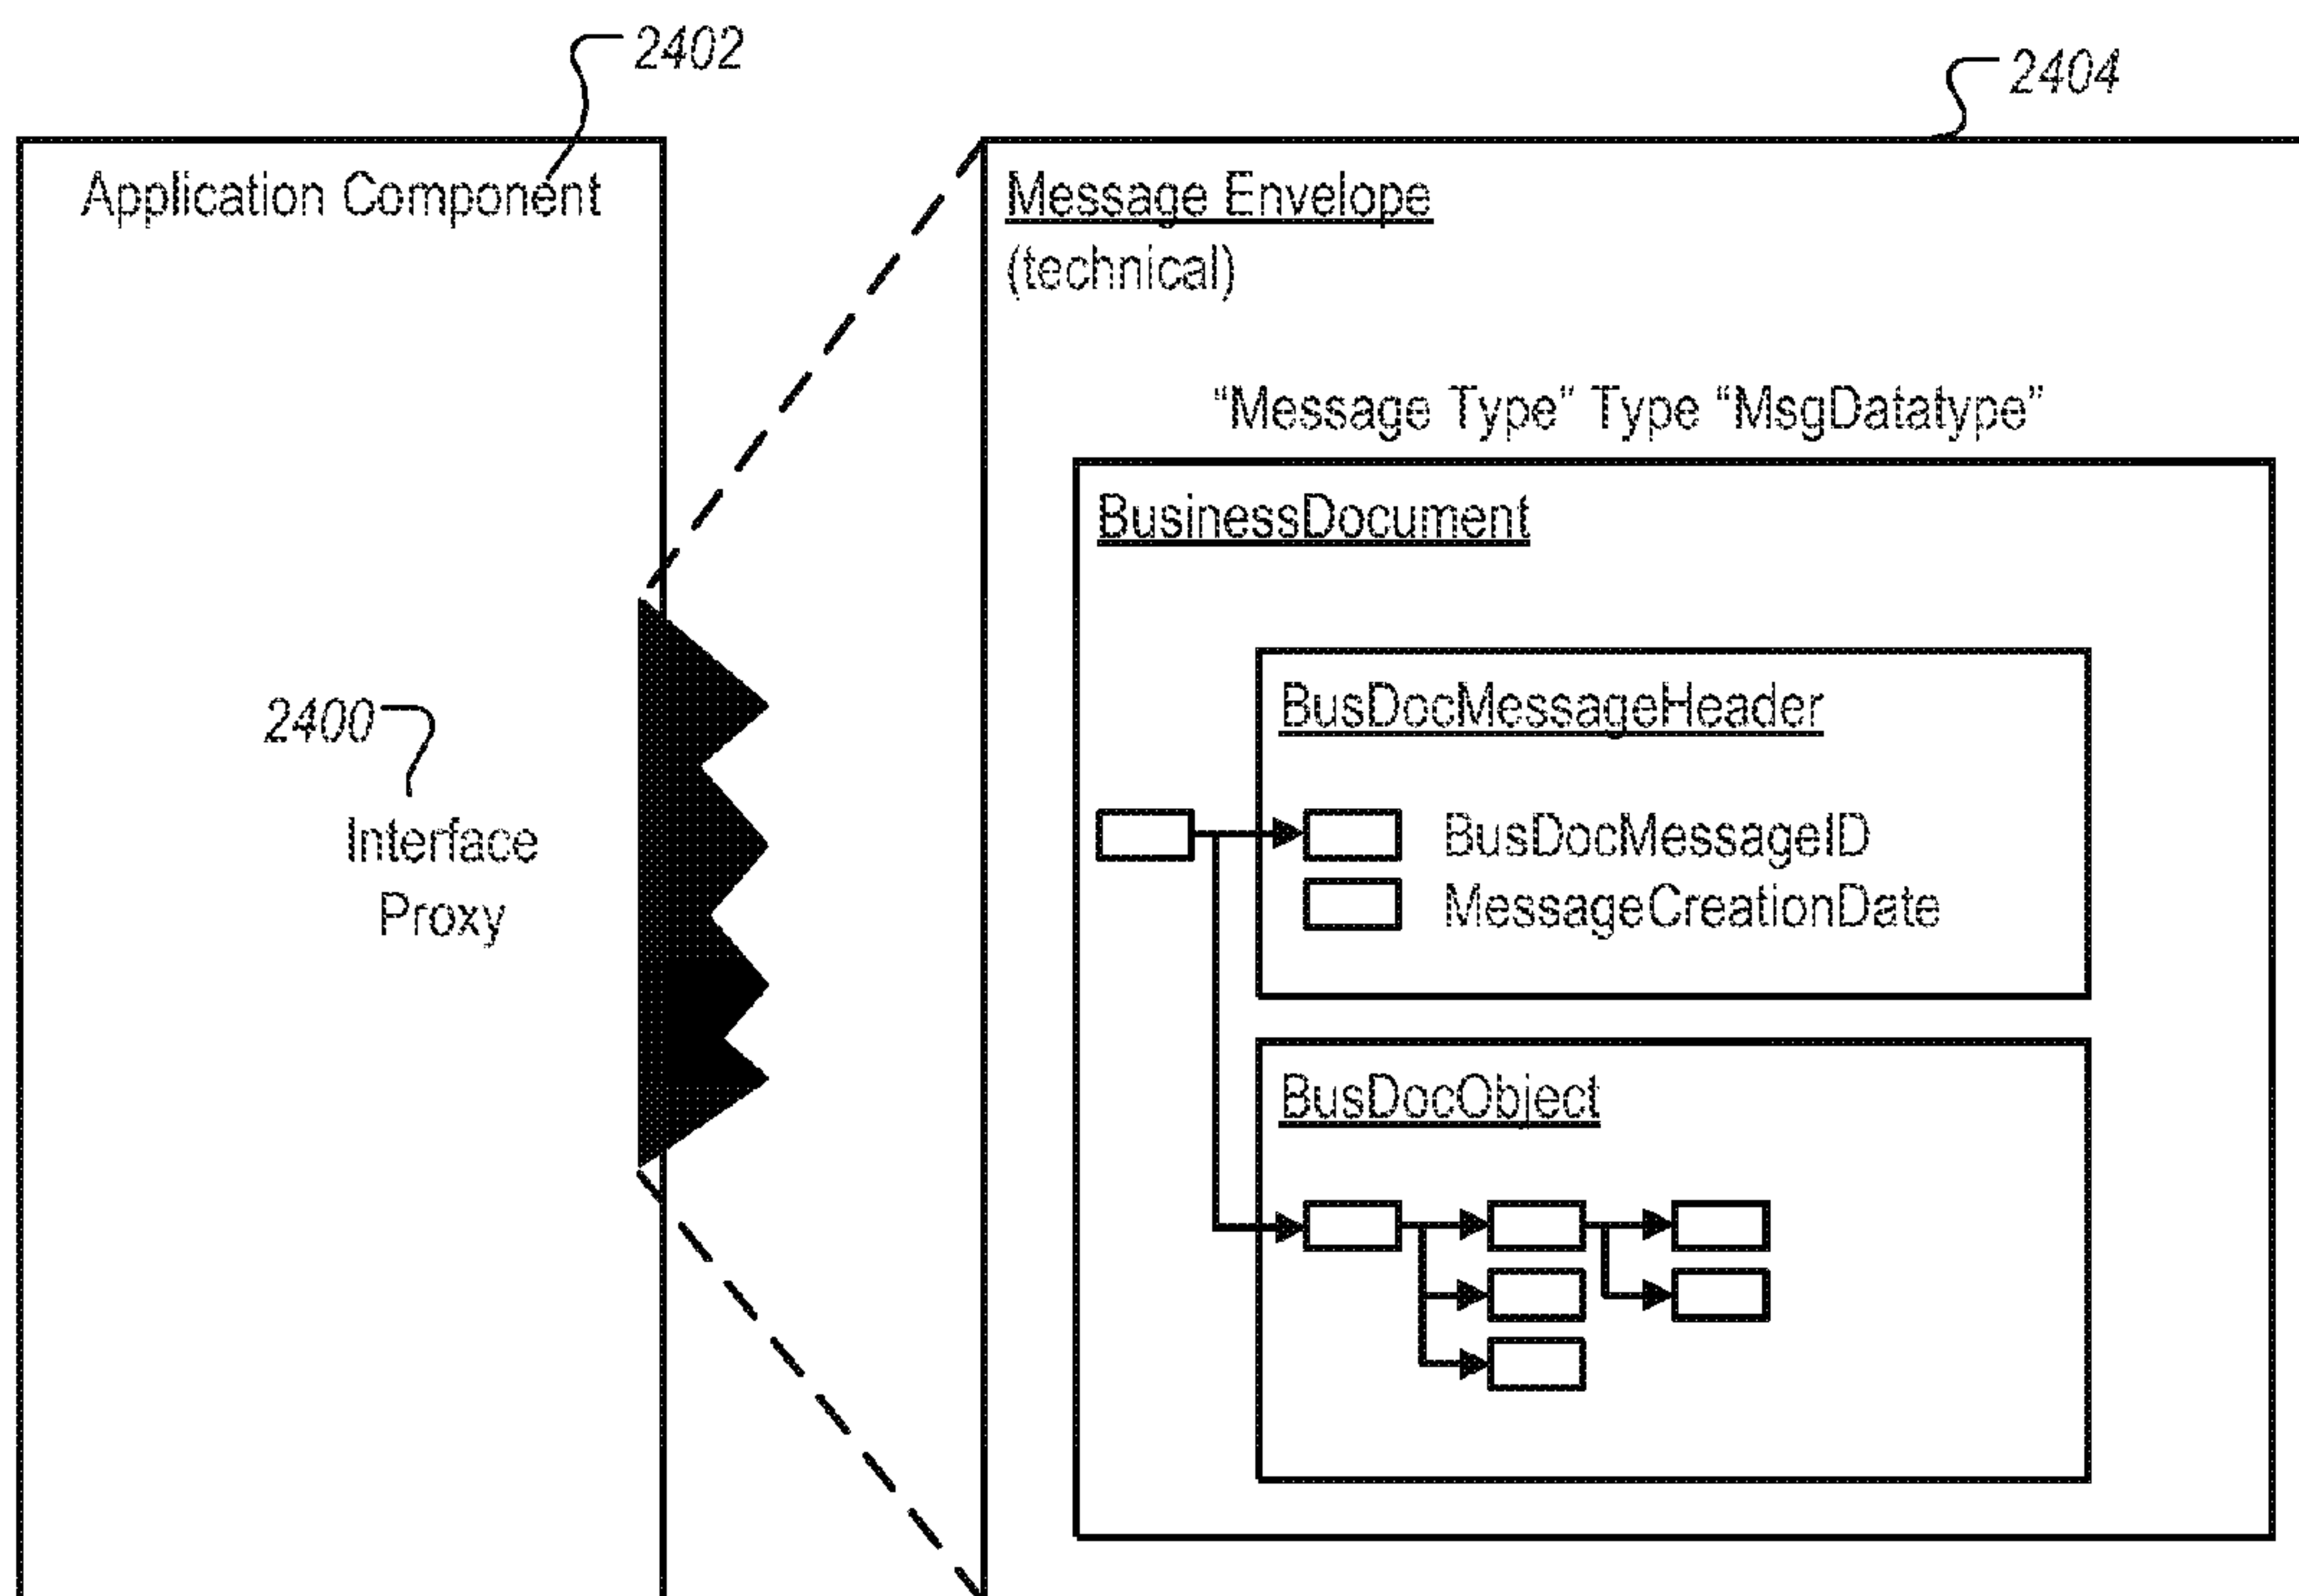 2402
2404
Application Component
Message Envelope
(technical)
“Message Type” Type “MsgDatatype”
BusinessDocument
BusDocMessageHeader
2400
Interface
Proxy
BusDocMessageID
MessageCreationDate
BusDocObject